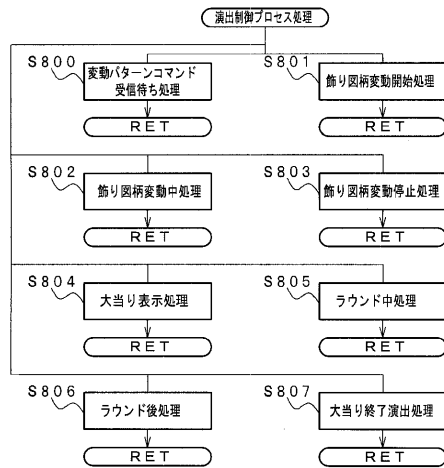 演出制御プロセス処理
S800
変動パターンコマンド
受信待ち処理
RET
S801
飾り図柄変動開始処理
RET
S802
飾り図柄変動中処理
RET
S803
飾り図柄変動停止処理
RET
S804
大当り表示処理
RET
S805
ラウンド中処理
RET
S806
ラウンド後処理
RET
S807
大当り終了演出処理
RET